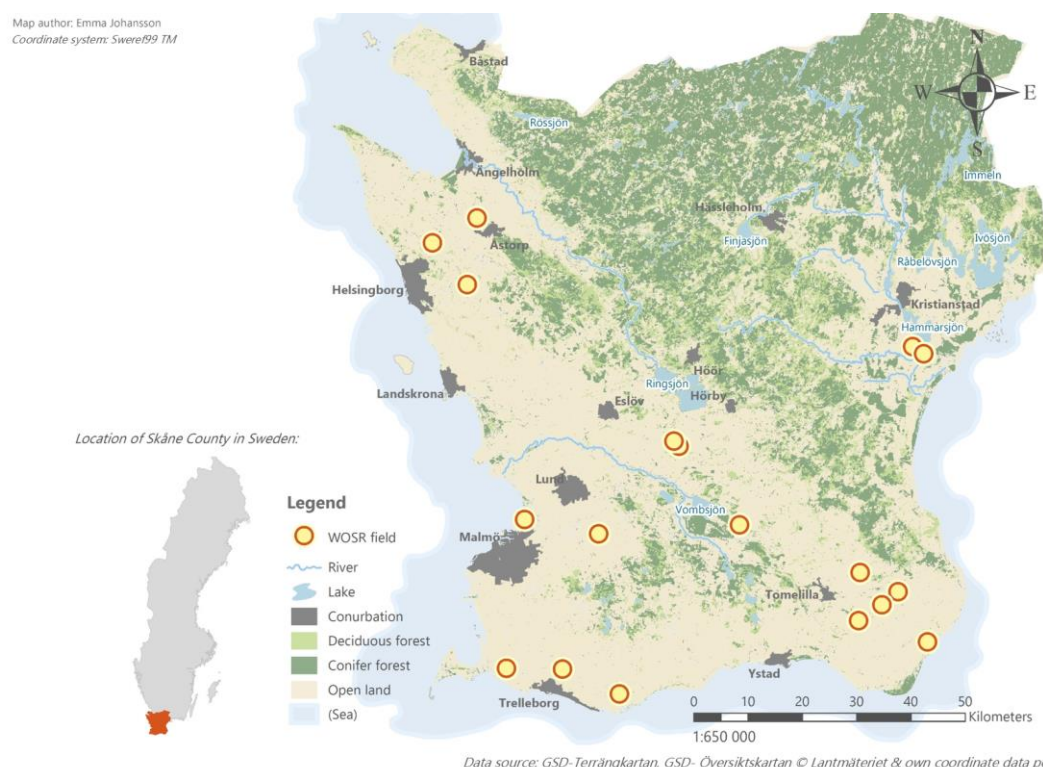 Map author: Emma Johansson
Coordinate system: Sweref99 TM
N
W E
S
Båstad
Rössjön
Ängelholm
Immeln
Hässleholm
Finjasjön
Ivösjön
Åstorp
Råbelövsjön
Helsingborg
Kristianstad
Hammarsjön
Höör
Ringsjön
Landskrona
Eslöv
Hörby
Location of Skåne County in Sweden:
Lund
Vombsjön
Malmö
Tomelilla
Ystad
Trelleborg
Legend
WOSR field
River
Lake
Conurbation
Deciduous forest
Conifer forest
Open land
(Sea)
0 5 10 20 30 40 50
Kilometers
1:650 000
Data source: GSD-Terrängkartan, GSD- Översiktskartan © Lantmäteriet & own coordinate data